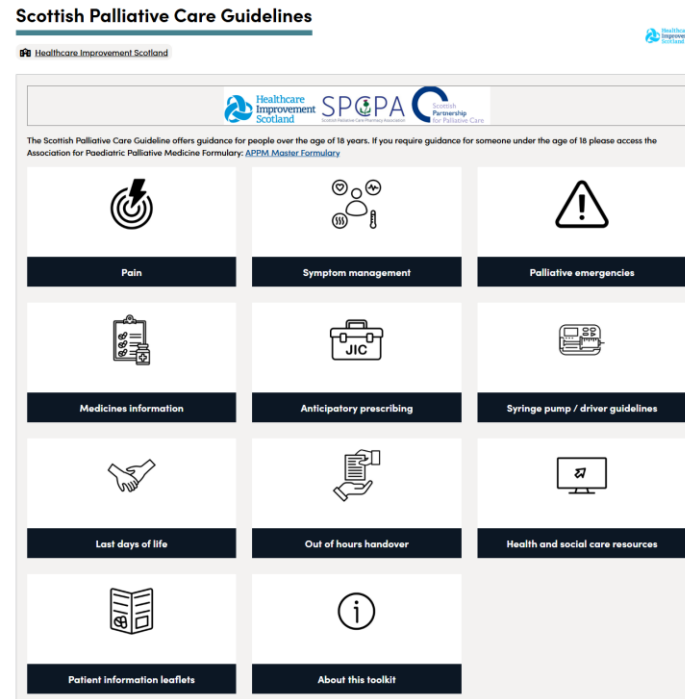 Scottish Palliative Care Guidelines
Healthcare Improvement Scotland
Healthcare
Improvement
Scotland
SPCPA
Scottish Palliative Care Pharmacy Association
Scottish
Partnership
for Palliative Care
The Scottish Palliative Care Guideline offers guidance for people over the age of 18 years. If you require guidance for someone under the age of 18 please access the
Association for Paediatric Palliative Medicine Formulary: APPM Master Formulary
Pain
Symptom management
Palliative emergencies
JIC
Medicines information
Anticipatory prescribing
Syringe pump / driver guidelines
Last days of life
Out of hours handover
Health and social care resources
Patient information leaflets
About this toolkit